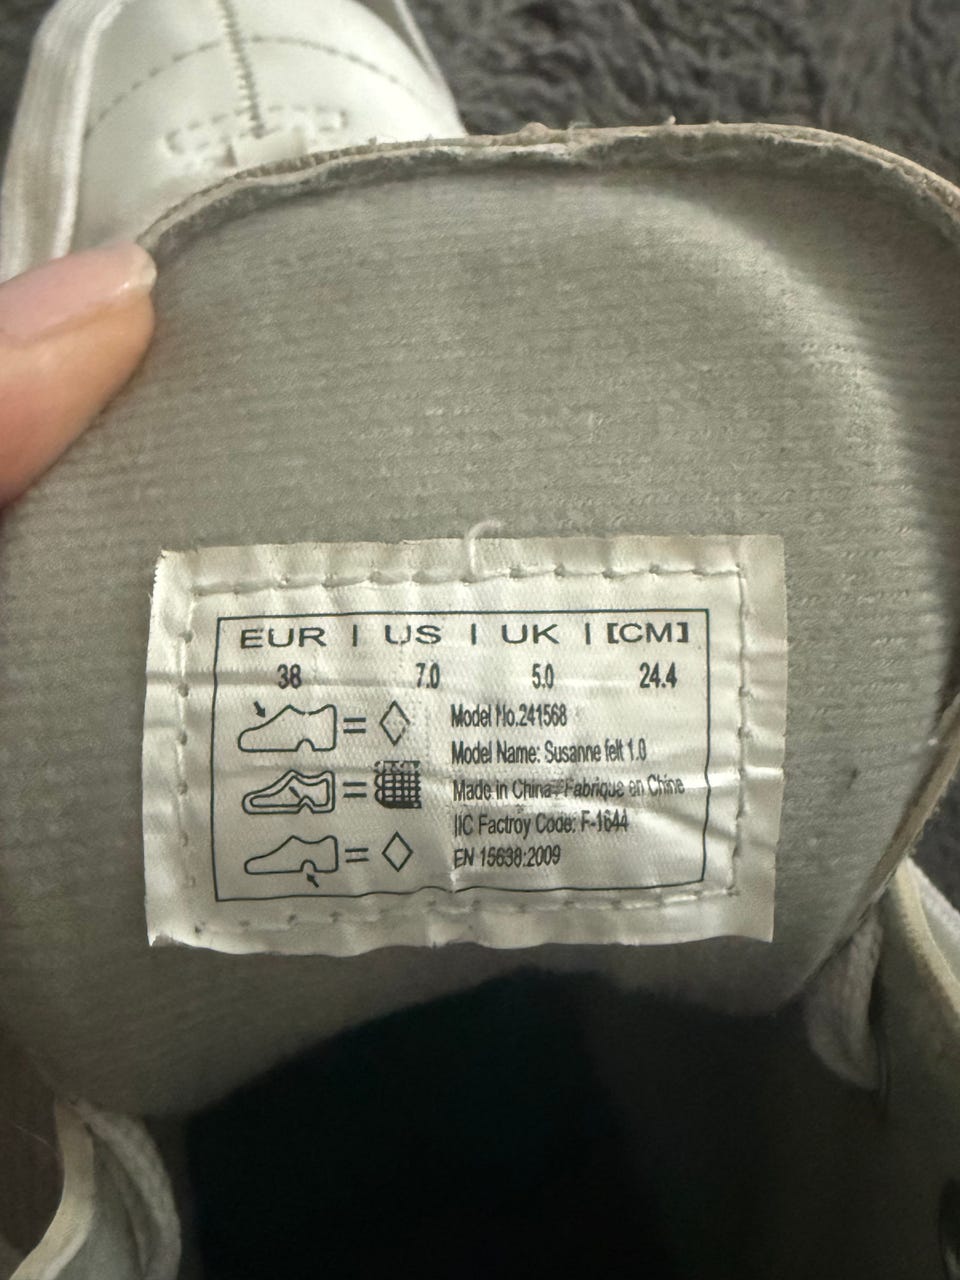 EUR | US | UK | [CM]
38 7.0 5.0 24.4
Model No.241568
Model Name: Susanne felt 1.0
Made in China - Fabrique en Chine
IIC Factroy Code: F-1644
EN 15638:2009